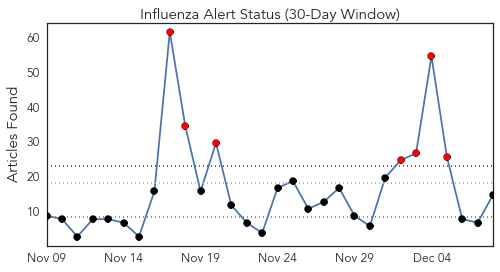 Influenza Alert Status (30-Day Window)
Articles Found
60
50
40
30
20
10
Nov 09 Nov 14 Nov 19 Nov 24 Nov 29 Dec 04